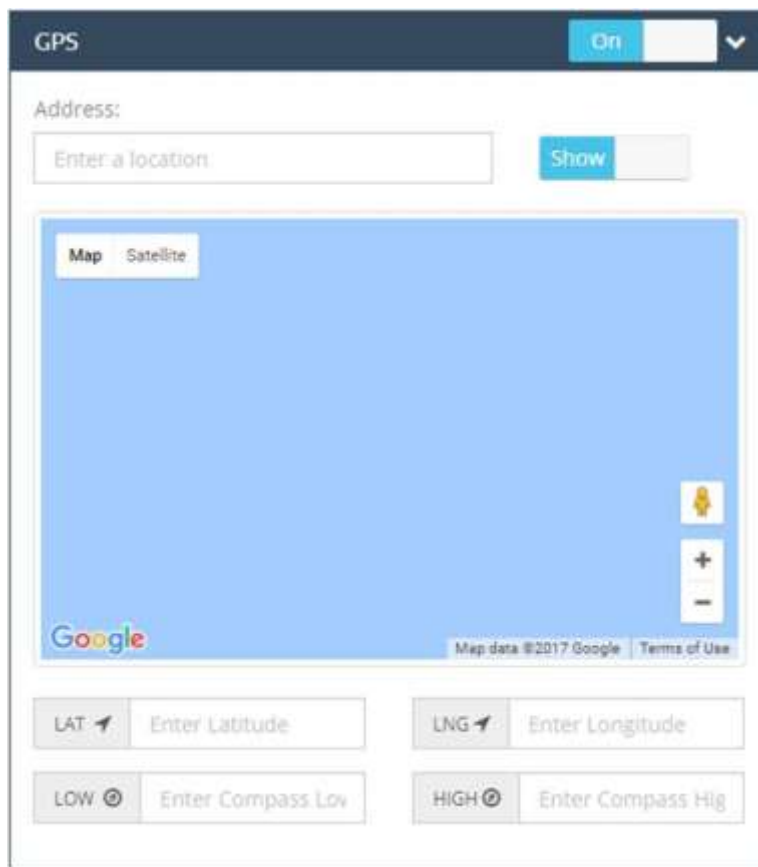 GPS On
Address:
Enter a location Show
Map Satellite
Google Map data ©2017 Google Terms of Use
LAT Enter Latitude LNG Enter Longitude
LOW Enter Compass Lov HIGH Enter Compass Hig